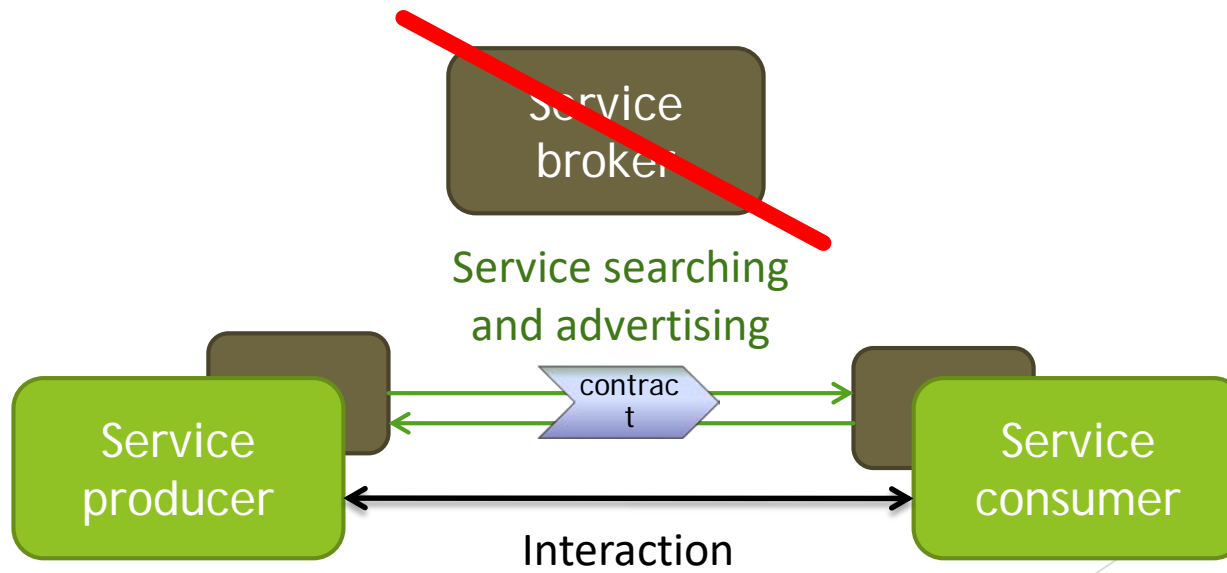 Service
broker
Service searching
and advertising
contrac
t
Service
producer
Service
consumer
Interaction